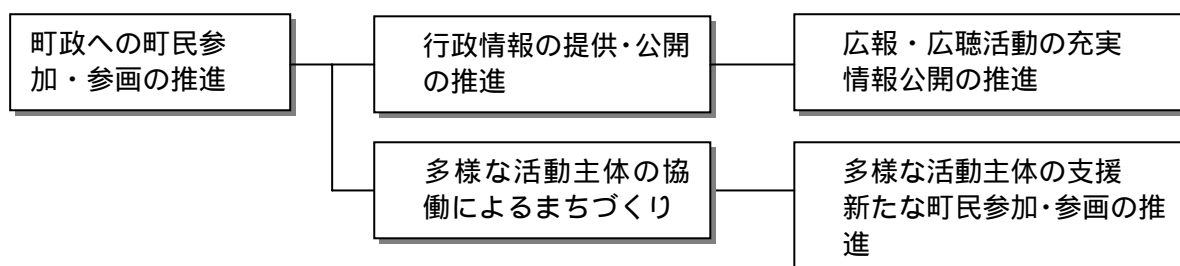 町政への町民参
加・参画の推進
行政情報の提供・公開
の推進
広報・広聴活動の充実
情報公開の推進
多様な活動主体の協
働によるまちづくり
多様な活動主体の支援
新たな町民参加・参画の推
進